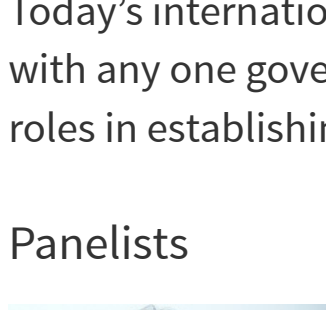 Today’s internatio
with any one gove
roles in establishi
Panelists